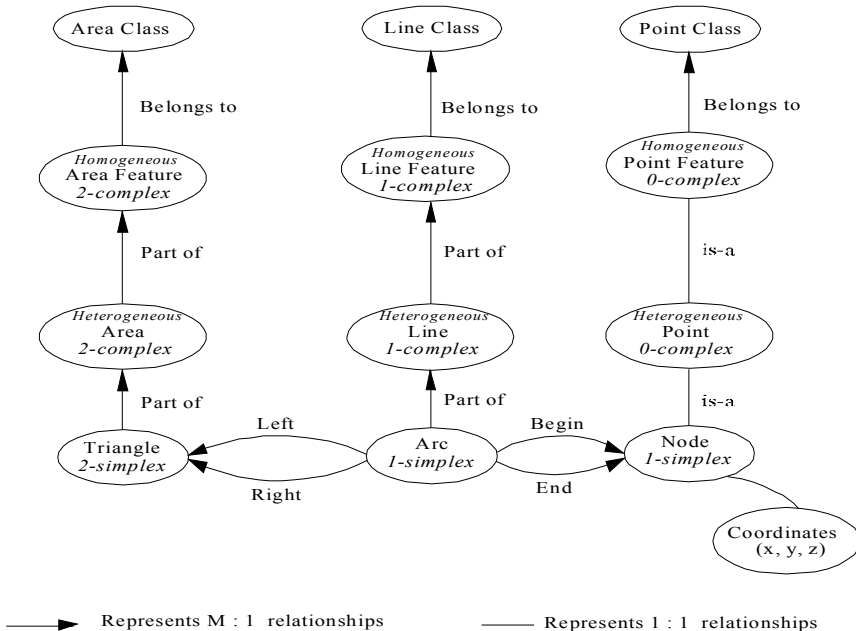 Area Class
Line Class
Point Class
Belongs to
Belongs to
Belongs to
Homogeneous
Area Feature
2-complex
Homogeneous
Line Feature
1-complex
Homogeneous
Point Feature
0-complex
Part of
Part of
is-a
Heterogeneous
Area
2-complex
Heterogeneous
Line
1-complex
Heterogeneous
Point
0-complex
Part of
Part of
is-a
Left
Begin
Triangle
2-simplex
Arc
1-simplex
Node
1-simplex
Right
End
Coordinates
(x, y, z)
Represents M : 1 relationships
Represents 1 : 1 relationships